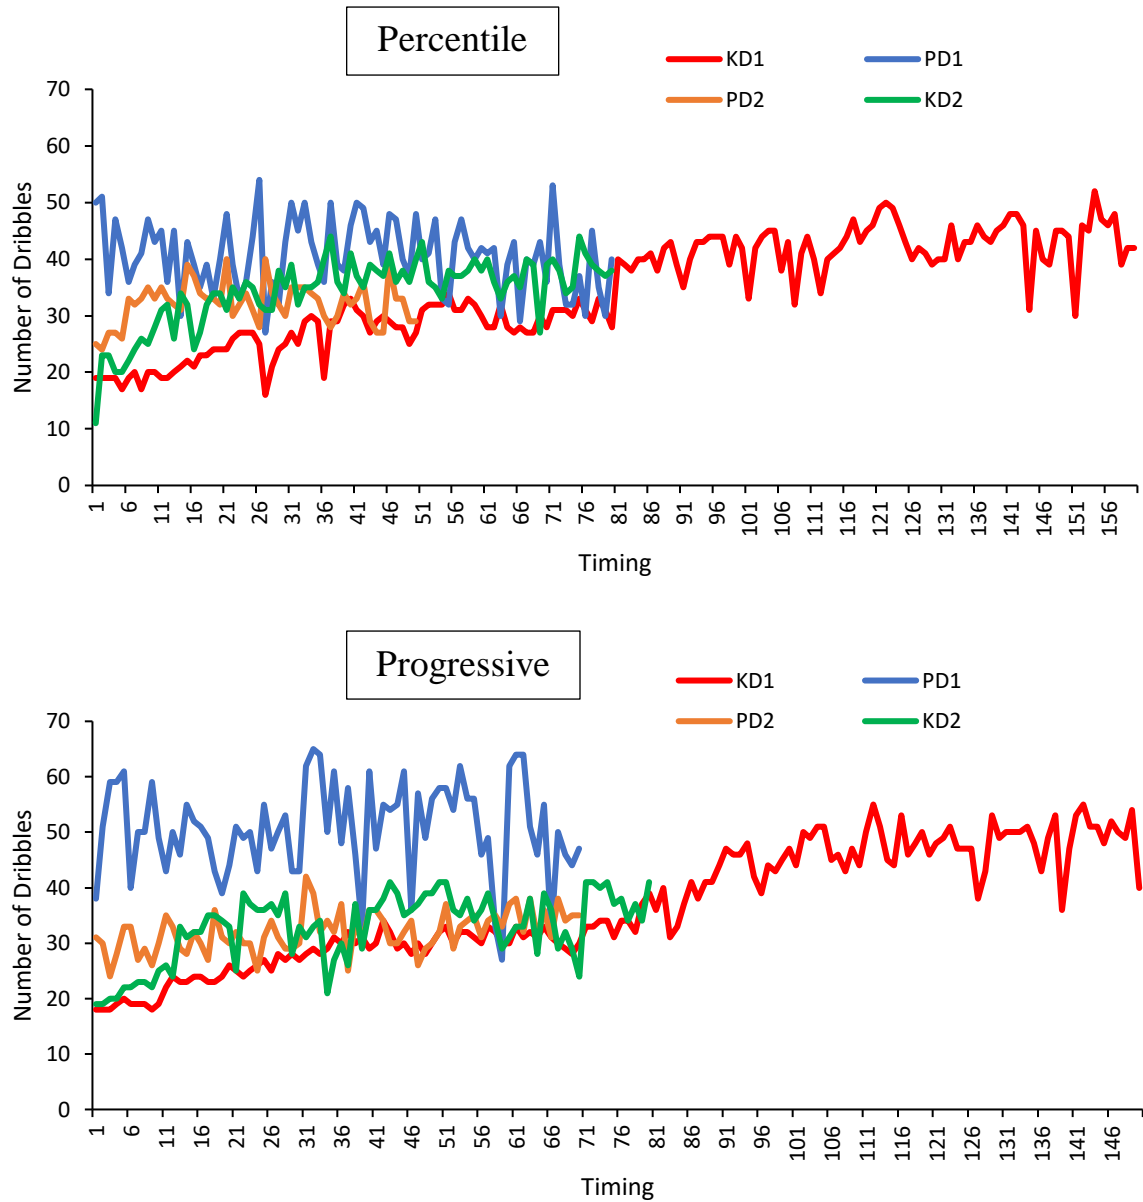 Percentile
KD1 PD1
PD2 KD2
70
60
50
40
30
20
10
0
Number of Dribbles
1 6 11 16 21 26 31 36 41 46 51 56 61 66 71 76 81 86 91 96 101 106 111 116 121 126 131 136 141 146 151 156
Timing
Progressive
KD1 PD1
PD2 KD2
70
60
50
40
30
20
10
0
Number of Dribbles
1 6 11 16 21 26 31 36 41 46 51 56 61 66 71 76 81 86 91 96 101 106 111 116 121 126 131 136 141 146
Timing